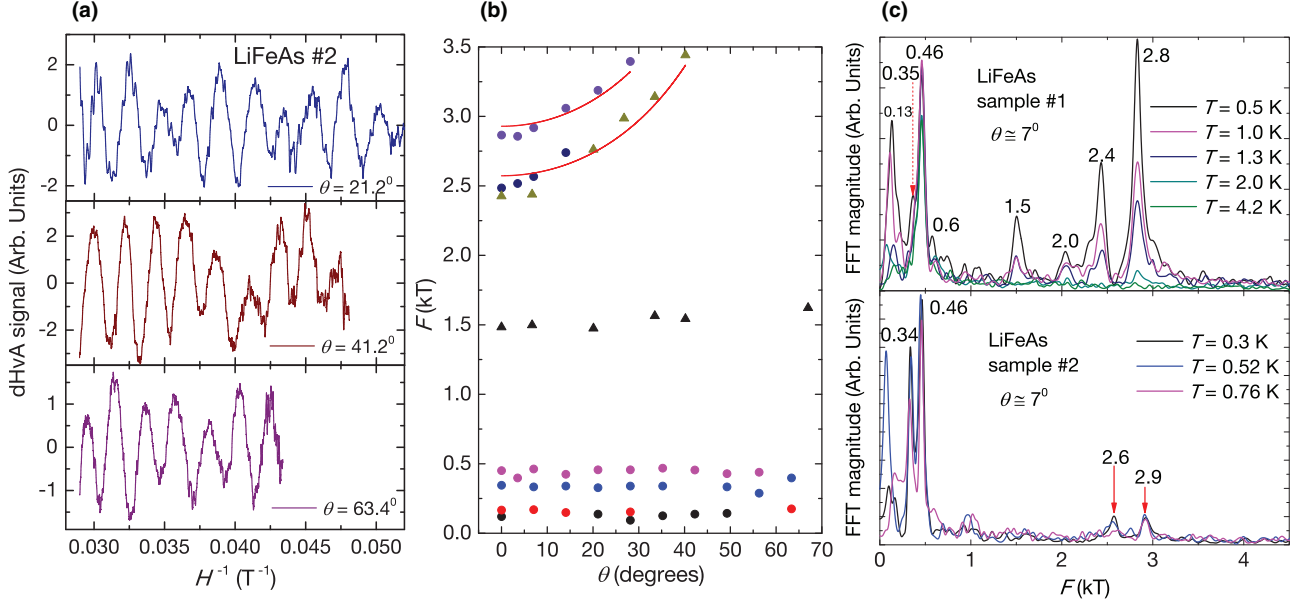 (a)
(b)
(c)
LiFeAs #2
2
0
-2
θ = 21.2⁰
2
0
-2
θ = 41.2⁰
1
0
-1
θ = 63.4⁰
dHvA signal (Arb. Units)
0.030 0.035 0.040 0.045 0.050
H⁻¹ (T⁻¹)
3.5
3.0
2.5
2.0
1.5
1.0
0.5
0.0
F (kT)
0 10 20 30 40 50 60 70
θ (degrees)
FFT magnitude (Arb. Units)
0.46
0.35
0.13
0.6
1.5
2.0
2.4
2.8
LiFeAs
sample #1
θ ≅ 7⁰
T = 0.5 K
T = 1.0 K
T = 1.3 K
T = 2.0 K
T = 4.2 K
FFT magnitude (Arb. Units)
0.34
0.46
2.6
2.9
LiFeAs
sample #2
θ ≅ 7⁰
T = 0.3 K
T = 0.52 K
T = 0.76 K
0 1 2 3 4
F (kT)